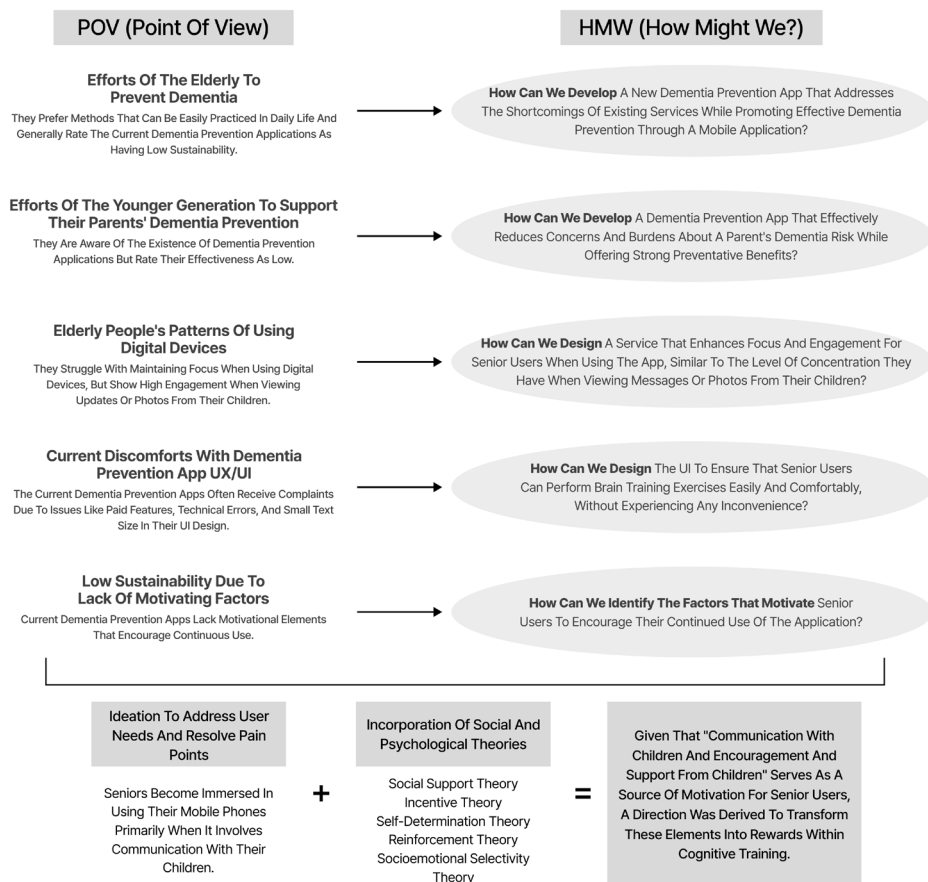 POV (Point Of View)
HMW (How Might We?)
Efforts Of The Elderly To
Prevent Dementia
They Prefer Methods That Can Be Easily Practiced In Daily Life And
Generally Rate The Current Dementia Prevention Applications As
Having Low Sustainability.
How Can We Develop A New Dementia Prevention App That Addresses
The Shortcomings Of Existing Services While Promoting Effective Dementia
Prevention Through A Mobile Application?
Efforts Of The Younger Generation To Support
Their Parents' Dementia Prevention
They Are Aware Of The Existence Of Dementia Prevention
Applications But Rate Their Effectiveness As Low.
How Can We Develop A Dementia Prevention App That Effectively
Reduces Concerns And Burdens About A Parent's Dementia Risk While
Offering Strong Preventative Benefits?
Elderly People's Patterns Of Using
Digital Devices
They Struggle With Maintaining Focus When Using Digital
Devices, But Show High Engagement When Viewing
Updates Or Photos From Their Children.
How Can We Design A Service That Enhances Focus And Engagement For
Senior Users When Using The App, Similar To The Level Of Concentration They
Have When Viewing Messages Or Photos From Their Children?
Current Discomforts With Dementia
Prevention App UX/UI
The Current Dementia Prevention Apps Often Receive Complaints
Due To Issues Like Paid Features, Technical Errors, And Small Text
Size In Their UI Design.
How Can We Design The UI To Ensure That Senior Users
Can Perform Brain Training Exercises Easily And Comfortably,
Without Experiencing Any Inconvenience?
Low Sustainability Due To
Lack Of Motivating Factors
Current Dementia Prevention Apps Lack Motivational Elements
That Encourage Continuous Use.
How Can We Identify The Factors That Motivate Senior
Users To Encourage Their Continued Use Of The Application?
Ideation To Address User
Needs And Resolve Pain
Points
Seniors Become Immersed In
Using Their Mobile Phones
Primarily When It Involves
Communication With Their
Children.
+
Incorporation Of Social And
Psychological Theories
Social Support Theory
Incentive Theory
Self-Determination Theory
Reinforcement Theory
Socioemotional Selectivity
Theory
=
Given That "Communication With
Children And Encouragement And
Support From Children" Serves As A
Source Of Motivation For Senior Users,
A Direction Was Derived To Transform
These Elements Into Rewards Within
Cognitive Training.